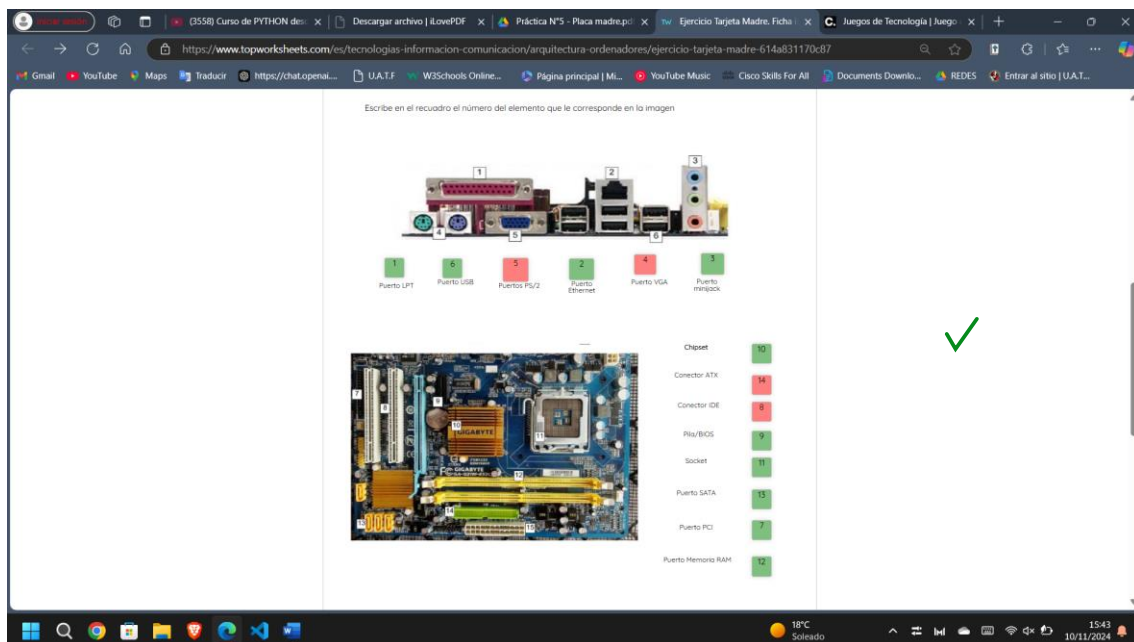 Iniciar sesión
(3558) Curso de PYTHON des
Descargar archivo | iLovePDF
Práctica N°5 - Placa madre.pd
Ejercicio Tarjeta Madre. Ficha i
Juegos de Tecnología | Juego
https://www.topworksheets.com/es/tecnologias-informacion-comunicacion/arquitectura-ordenadores/ejercicio-tarjeta-madre-614a831170c87
Gmail YouTube Maps Traducir https://chat.openai.... U.A.T.F W3Schools Online... Página principal | Mi... YouTube Music Cisco Skills For All Documents Downlo... REDES Entrar al sitio | U.A.T...
Escribe en el recuadro el número del elemento que le corresponde en la imagen
1 2 3
4 5 6
1 6 5 2 4 3
Puerto LPT Puerto USB Puertos PS/2 Puerto Ethernet Puerto VGA Puerto minijack
Chipset 10
Conector ATX 14
Conector IDE 8
Pila/BIOS 9
Socket 11
Puerto SATA 13
Puerto PCI 7
Puerto Memoria RAM 12
7
8
9
10
GIGABYTE
11
GIGABYTE
12
13
14
15
18°C
Soleado
15:43
10/11/2024